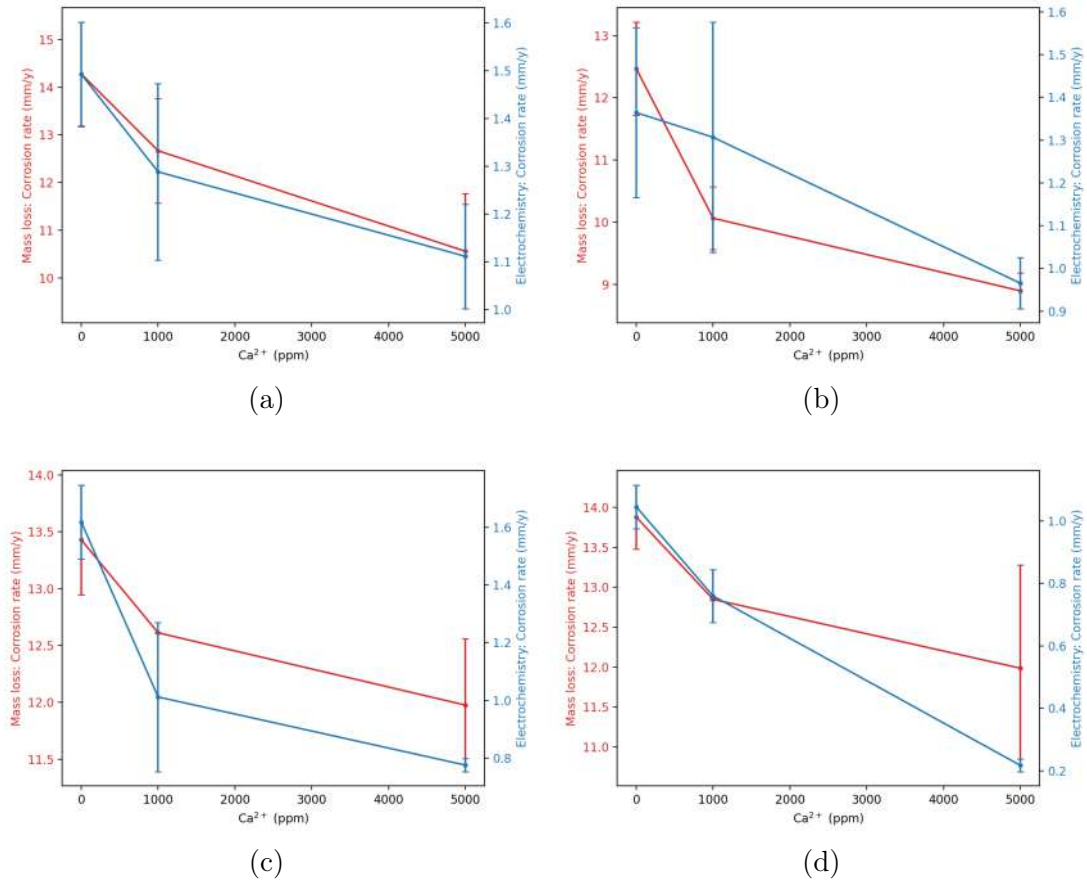 15
14
13
12
11
10
Mass loss: Corrosion rate (mm/y)
1.6
1.5
1.4
1.3
1.2
1.1
1.0
Electrochemistry: Corrosion rate (mm/y)
0 1000 2000 3000 4000 5000
Ca²⁺ (ppm)
(a)
13
12
11
10
9
Mass loss: Corrosion rate (mm/y)
1.6
1.5
1.4
1.3
1.2
1.1
1.0
0.9
Electrochemistry: Corrosion rate (mm/y)
0 1000 2000 3000 4000 5000
Ca²⁺ (ppm)
(b)
14.0
13.5
13.0
12.5
12.0
11.5
Mass loss: Corrosion rate (mm/y)
1.6
1.4
1.2
1.0
0.8
Electrochemistry: Corrosion rate (mm/y)
0 1000 2000 3000 4000 5000
Ca²⁺ (ppm)
(c)
14.0
13.5
13.0
12.5
12.0
11.5
11.0
Mass loss: Corrosion rate (mm/y)
1.0
0.8
0.6
0.4
0.2
Electrochemistry: Corrosion rate (mm/y)
0 1000 2000 3000 4000 5000
Ca²⁺ (ppm)
(d)